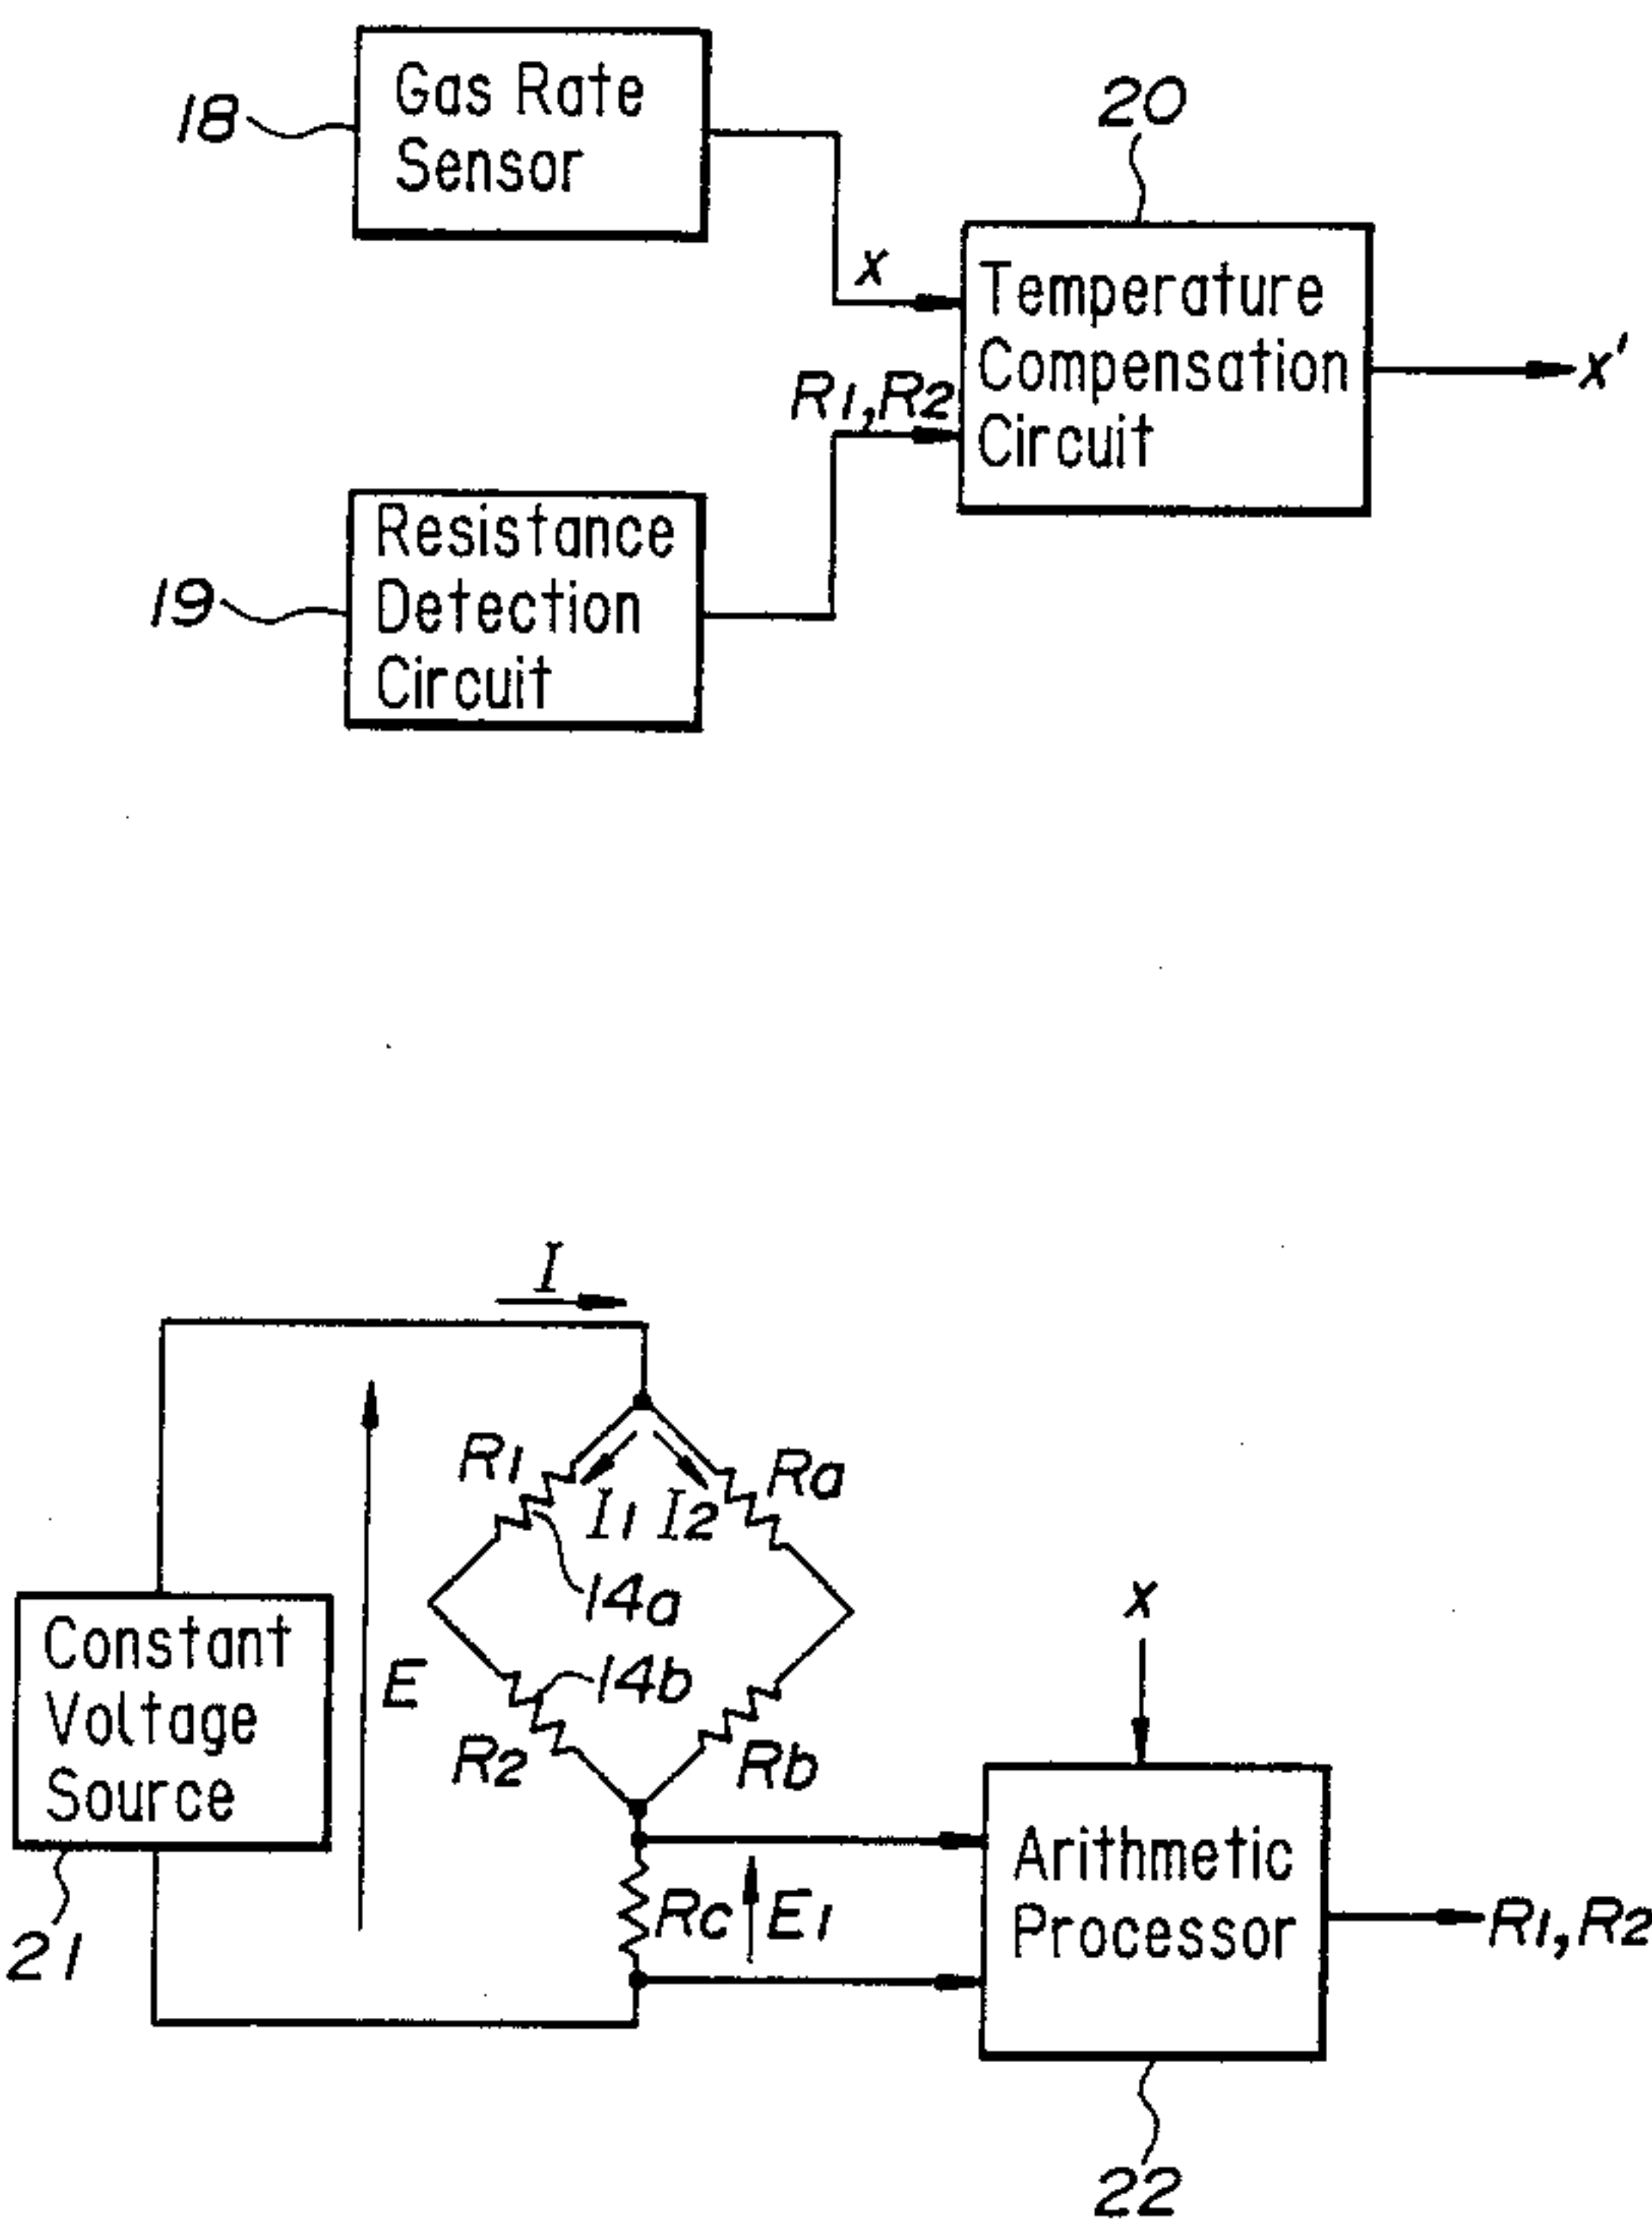 18
Gas Rate
Sensor
20
x
Temperature
Compensation
Circuit
x'
R1,R2
19
Resistance
Detection
Circuit
I
R1
Ra
I1 I2
14a
x
Constant
Voltage
Source
E
14b
R2
Rb
Arithmetic
Processor
Rc
E1
R1,R2
21
22